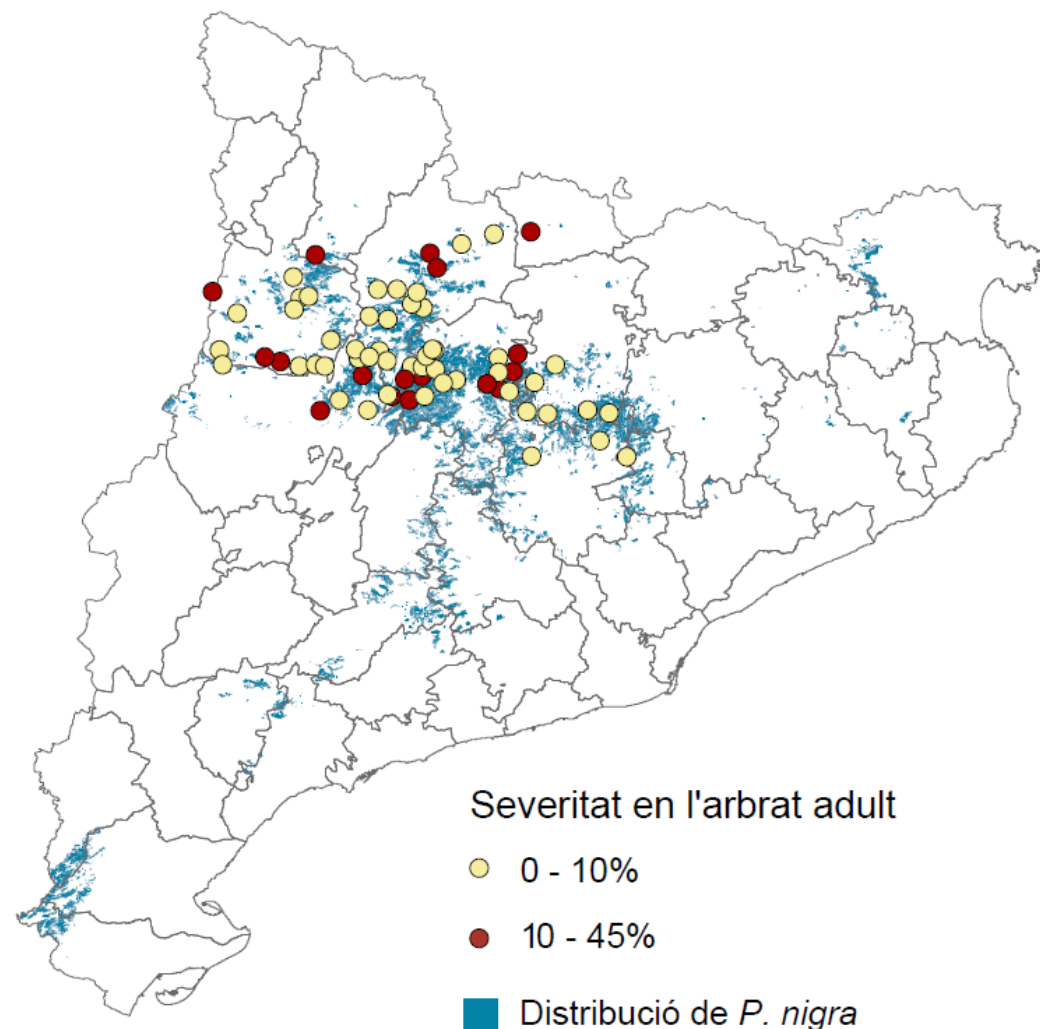 Severitat en l'arbrat adult
0 - 10%
10 - 45%
Distribució de P. nigra